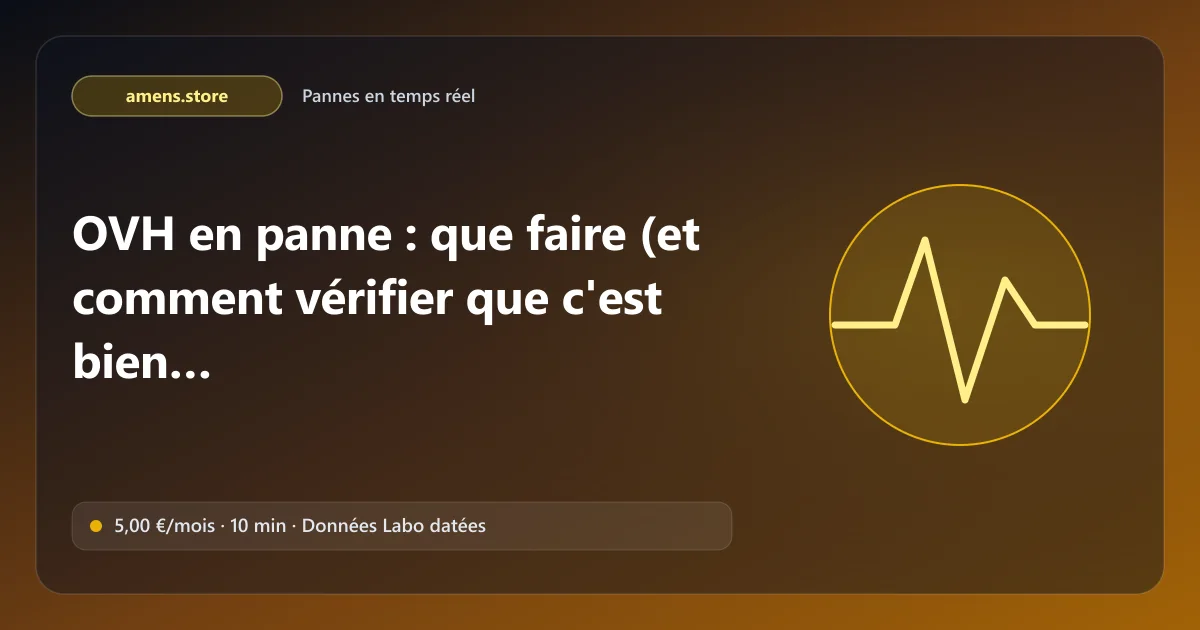 amens.store
Pannes en temps réel
OVH en panne : que faire (et
comment vérifier que c'est
bien…
5,00 €/mois · 10 min · Données Labo datées